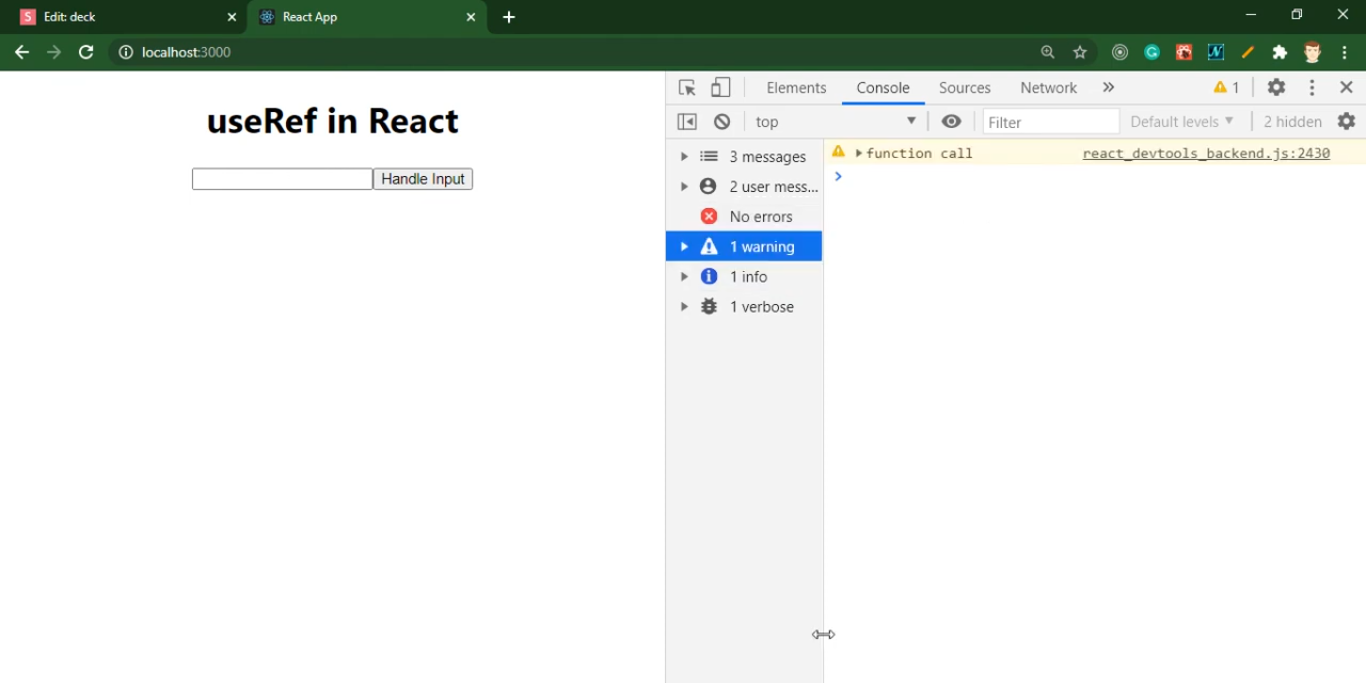 S Edit: deck
React App
localhost:3000
useRef in React
Handle Input
Elements Console Sources Network » 1
top Filter Default levels 2 hidden
3 messages
2 user mess...
No errors
1 warning
1 info
1 verbose
function call react_devtools_backend.js:2430